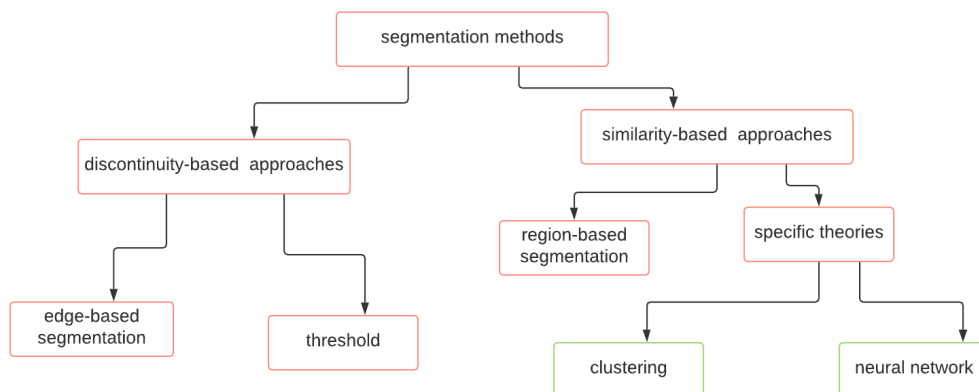 segmentation methods
similarity-based approaches
discontinuity-based approaches
region-based
segmentation
specific theories
edge-based
segmentation
threshold
clustering
neural network